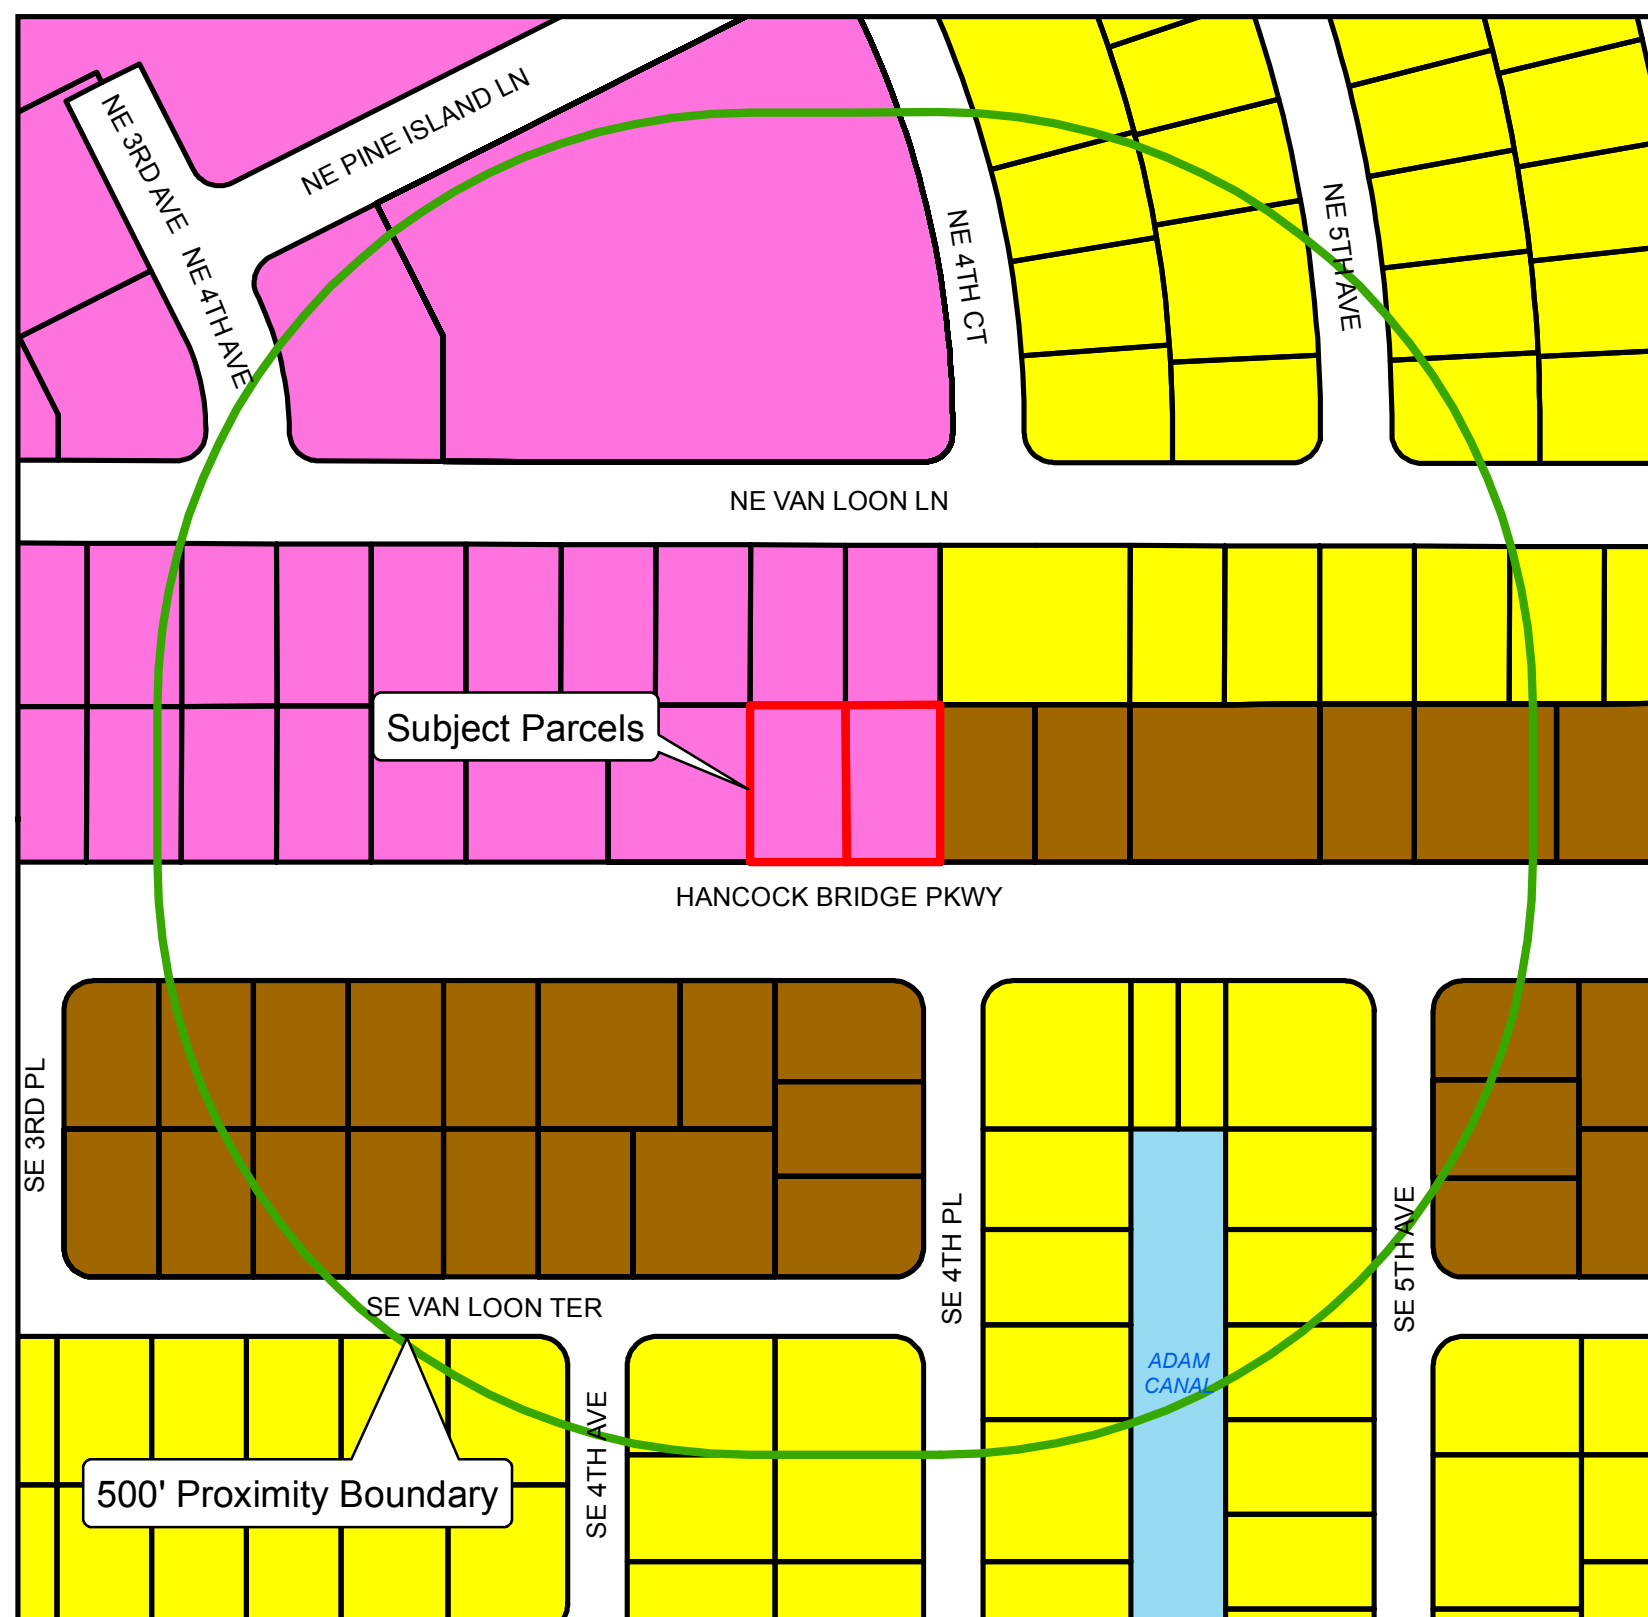 NE 3RD AVE
NE PINE ISLAND LN
NE 4TH AVE
NE 4TH CT
NE 5TH AVE
NE VAN LOON LN
Subject Parcels
HANCOCK BRIDGE PKWY
SE 3RD PL
SE 4TH PL
SE 5TH AVE
SE VAN LOON TER
ADAM
CANAL
SE 4TH AVE
500' Proximity Boundary